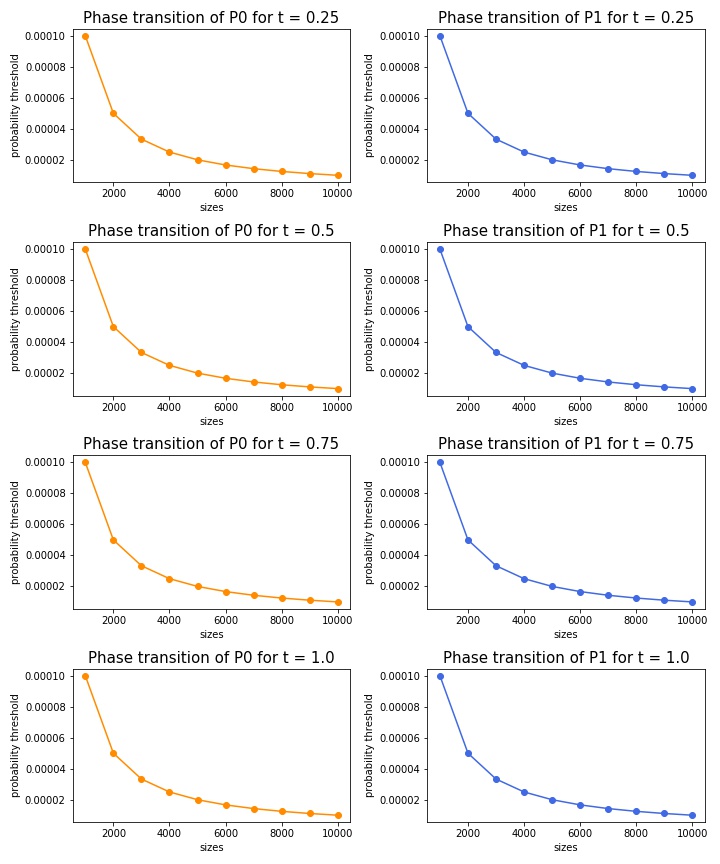 Phase transition of P0 for t = 0.25
probability threshold
0.00010
0.00008
0.00006
0.00004
0.00002
2000 4000 6000 8000 10000
sizes
Phase transition of P1 for t = 0.25
probability threshold
0.00010
0.00008
0.00006
0.00004
0.00002
2000 4000 6000 8000 10000
sizes
Phase transition of P0 for t = 0.5
probability threshold
0.00010
0.00008
0.00006
0.00004
0.00002
2000 4000 6000 8000 10000
sizes
Phase transition of P1 for t = 0.5
probability threshold
0.00010
0.00008
0.00006
0.00004
0.00002
2000 4000 6000 8000 10000
sizes
Phase transition of P0 for t = 0.75
probability threshold
0.00010
0.00008
0.00006
0.00004
0.00002
2000 4000 6000 8000 10000
sizes
Phase transition of P1 for t = 0.75
probability threshold
0.00010
0.00008
0.00006
0.00004
0.00002
2000 4000 6000 8000 10000
sizes
Phase transition of P0 for t = 1.0
probability threshold
0.00010
0.00008
0.00006
0.00004
0.00002
2000 4000 6000 8000 10000
sizes
Phase transition of P1 for t = 1.0
probability threshold
0.00010
0.00008
0.00006
0.00004
0.00002
2000 4000 6000 8000 10000
sizes